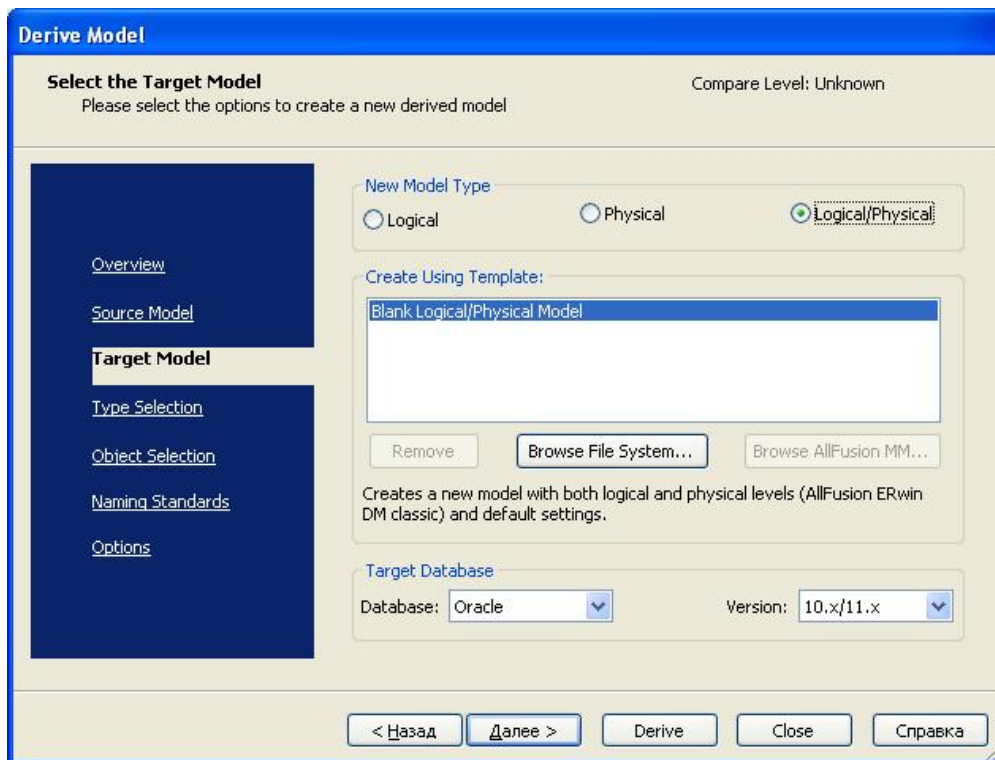 Derive Model
Select the Target Model
Please select the options to create a new derived model
Compare Level: Unknown
Overview
Source Model
Target Model
Type Selection
Object Selection
Naming Standards
Options
New Model Type
Logical
Physical
Logical/Physical
Create Using Template:
Blank Logical/Physical Model
Remove
Browse File System...
Browse AllFusion MM...
Creates a new model with both logical and physical levels (AllFusion ERwin
DM classic) and default settings.
Target Database
Database: Oracle
Version: 10.x/11.x
< Назад
Далее >
Derive
Close
Справка